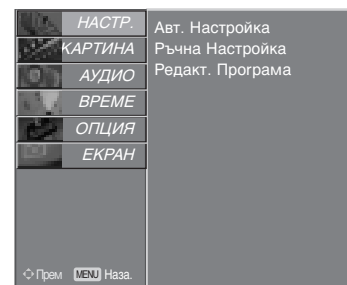 НАСТР.
КАРТИНА
АУДИО
ВРЕМЕ
ОПЦИЯ
ЕКРАН
Авт. Настройка
Ръчна Настройка
Редакт. Програма
Прем MENU Наза.